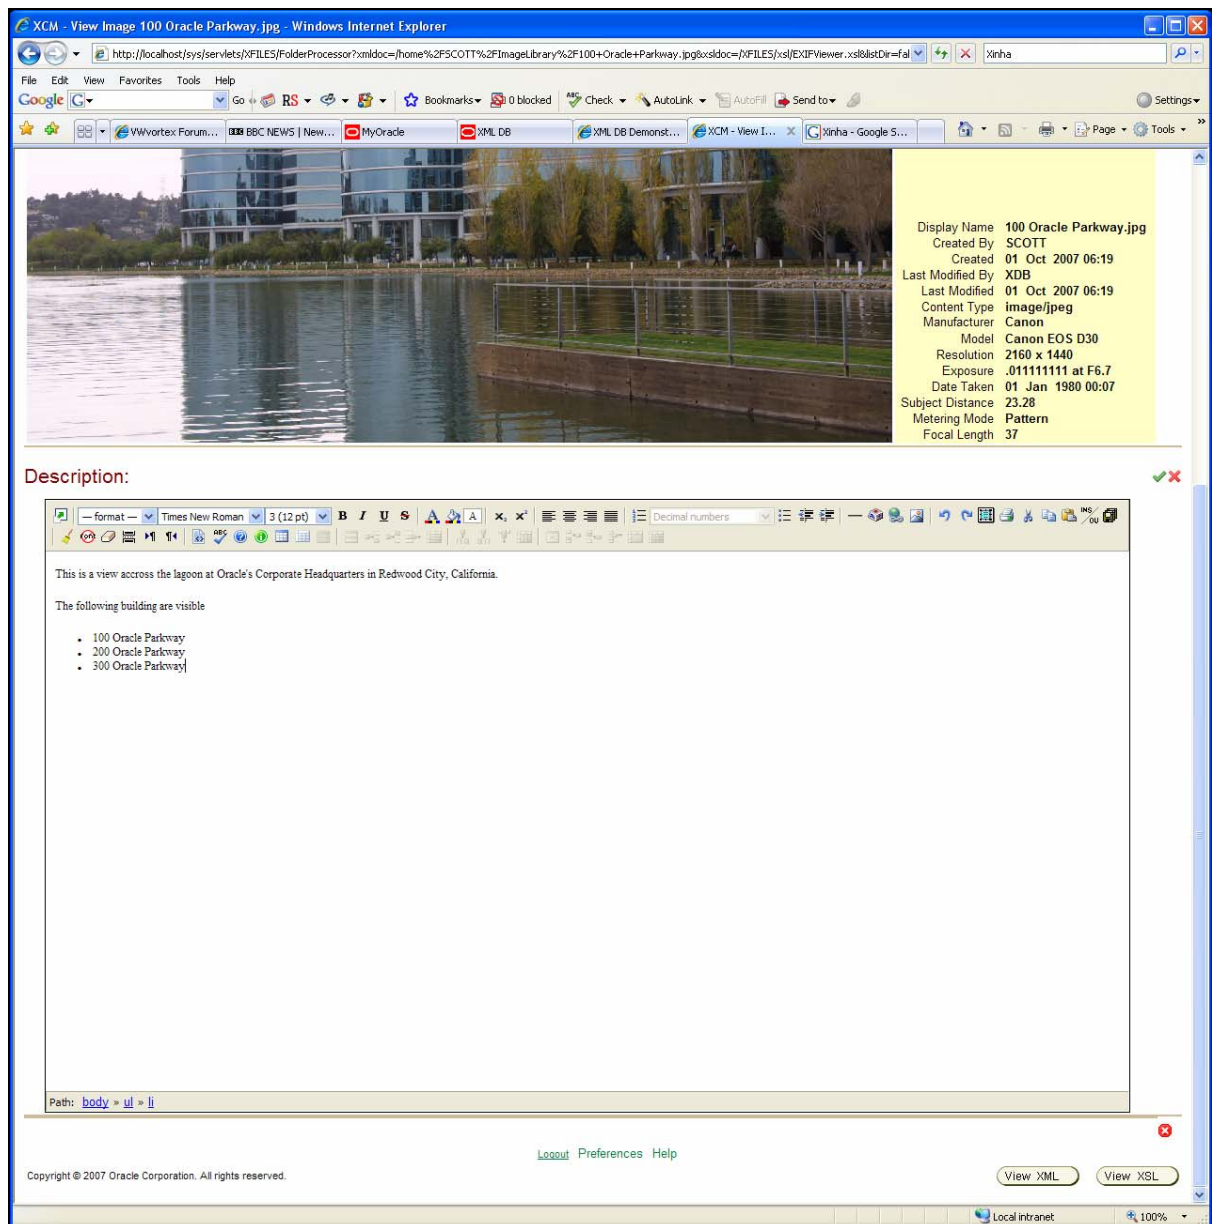 XCM - View Image 100 Oracle Parkway.jpg - Windows Internet Explorer
http://localhost/sys/servlets/XFILES/FolderProcessor?xmldoc=/home%2FSCOTT%2FImageLibrary%2F100+Oracle+Parkway.jpg&xsldoc=/XFILES/xsl/EXIFViewer.xsl&listDir=fal Xinha
File Edit View Favorites Tools Help
Google G Go RS Bookmarks 0 blocked ABC Check AutoLink AutoFill Send to Settings
VWvortex Forum... BBC NEWS | New... MyOracle XML DB XML DB Demonst... XCM - View I... Xinha - Google S... Page Tools
Display Name 100 Oracle Parkway.jpg
Created By SCOTT
Created 01 Oct 2007 06:19
Last Modified By XDB
Last Modified 01 Oct 2007 06:19
Content Type image/jpeg
Manufacturer Canon
Model Canon EOS D30
Resolution 2160 x 1440
Exposure .011111111 at F6.7
Date Taken 01 Jan 1980 00:07
Subject Distance 23.28
Metering Mode Pattern
Focal Length 37
Description:
— format — Times New Roman 3 (12 pt) B I U S A A x₂ x² Decimal numbers INS/OU
ABC
This is a view accross the lagoon at Oracle's Corporate Headquarters in Redwood City, California.
The following building are visible
• 100 Oracle Parkway
• 200 Oracle Parkway
• 300 Oracle Parkway
Path: body » ul » li
Logout Preferences Help
Copyright © 2007 Oracle Corporation. All rights reserved. View XML View XSL
Local intranet 100%